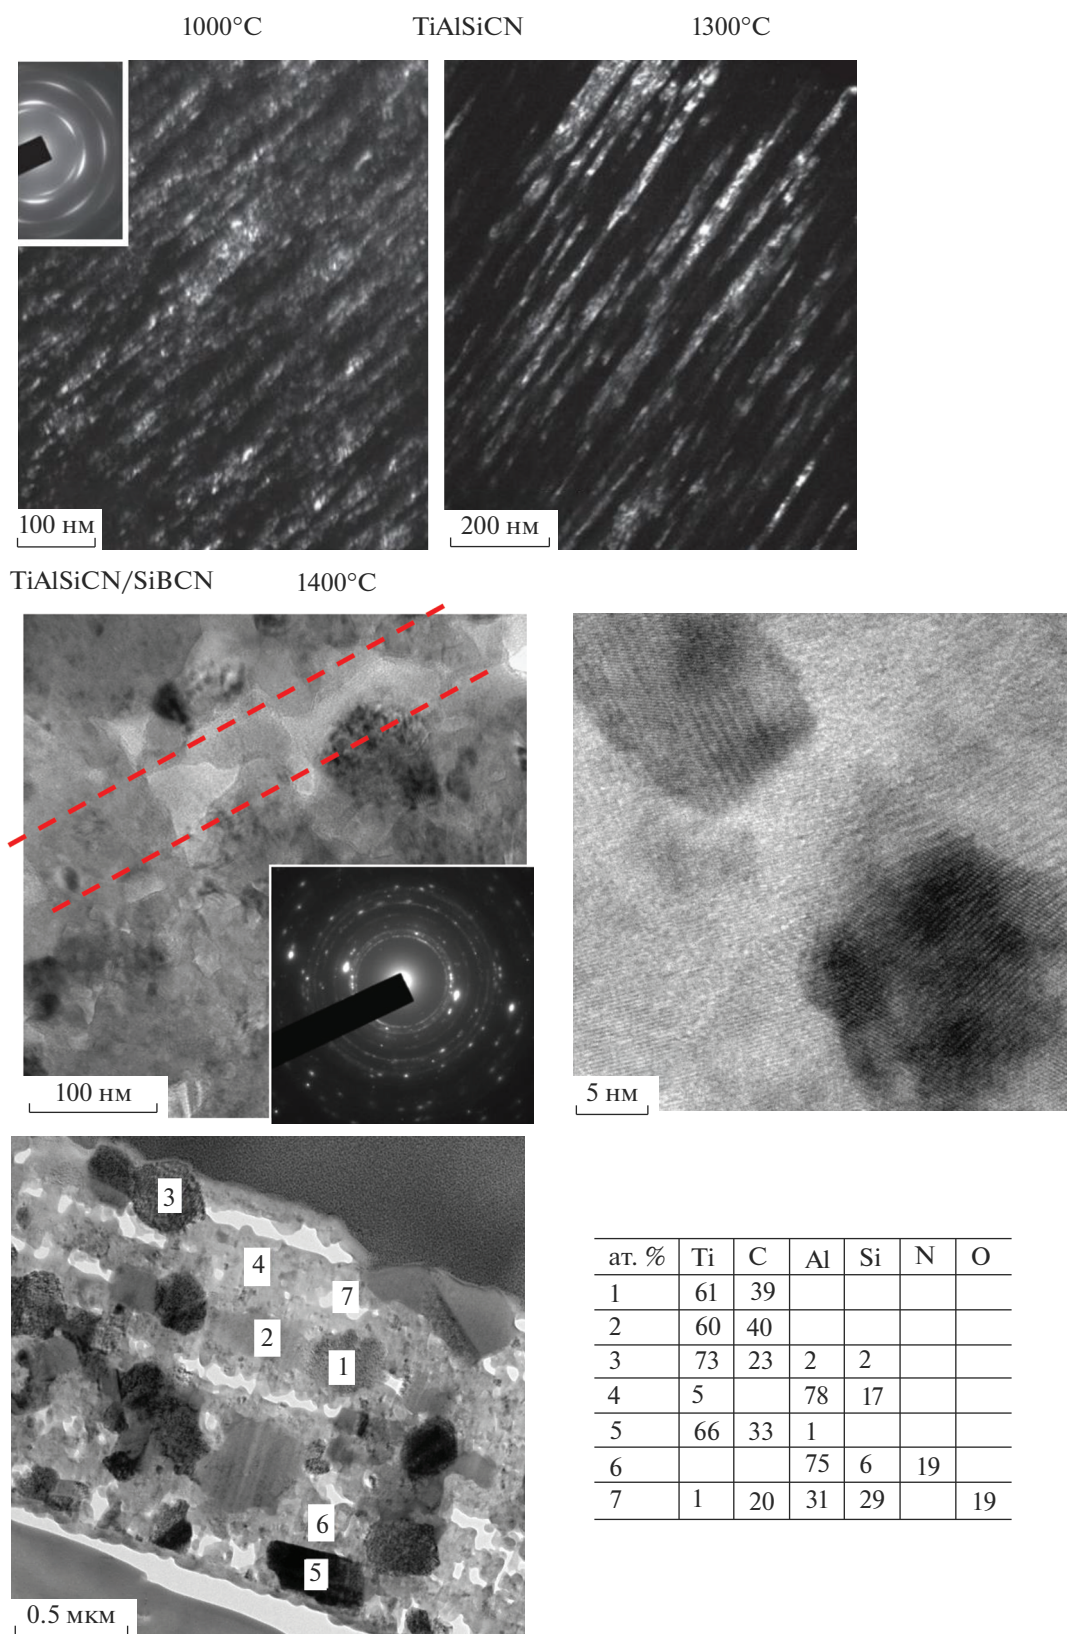 1000°C TiAlSiCN 1300°C
100 нм
200 нм
TiAlSiCN/SiBCN 1400°C
100 нм
5 нм
3
4
7
2
1
6
5
0.5 мкм
ат. % Ti C Al Si N O
1 61 39
2 60 40
3 73 23 2 2
4 5 78 17
5 66 33 1
6 75 6 19
7 1 20 31 29 19